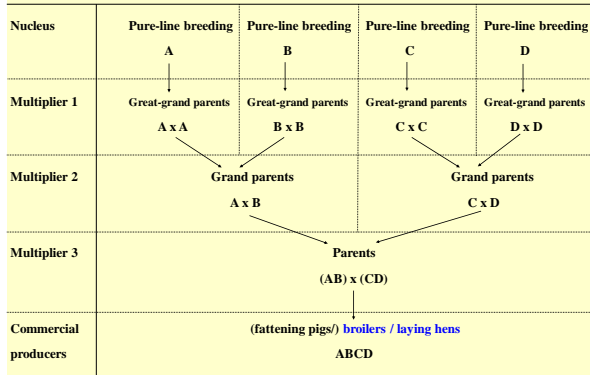 Nucleus Pure-line breeding Pure-line breeding Pure-line breeding Pure-line breeding
A B C D
Multiplier 1 Great-grand parents Great-grand parents Great-grand parents Great-grand parents
A x A B x B C x C D x D
Multiplier 2 Grand parents Grand parents
A x B C x D
Multiplier 3 Parents
(AB) x (CD)
Commercial (fattening pigs/) broilers / laying hens
producers ABCD